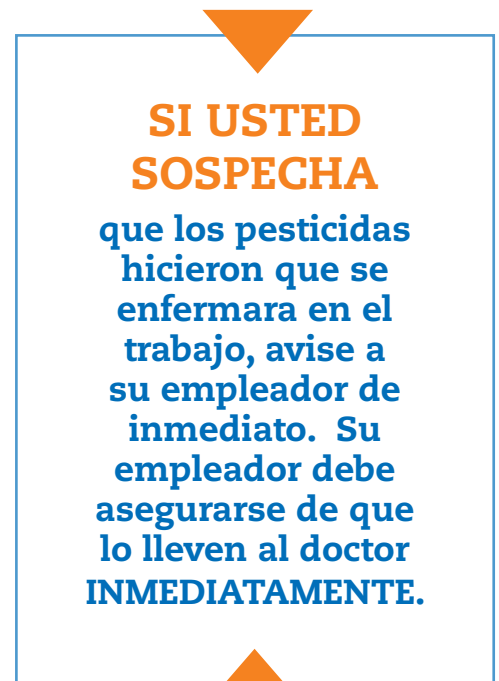 SI USTED
SOSPECHA
que los pesticidas
hicieron que se
enfermara en el
trabajo, avise a
su empleador de
inmediato.  Su
empleador debe
asegurarse de que
lo lleven al doctor
INMEDIATAMENTE.